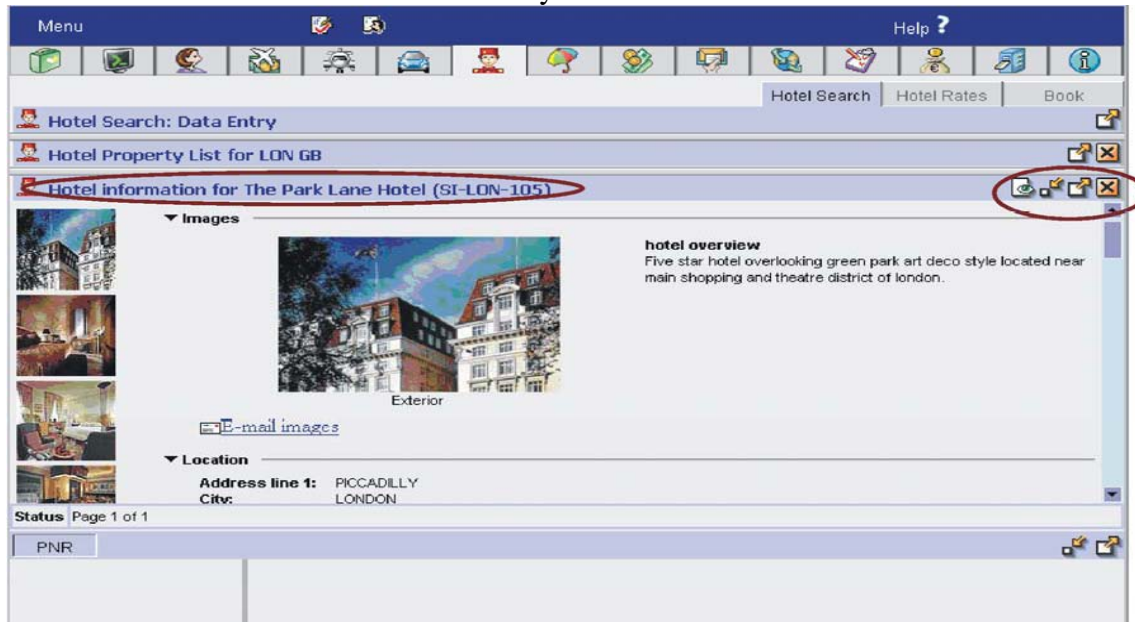 Menu Help ?
Hotel Search Hotel Rates Book
Hotel Search: Data Entry
Hotel Property List for LON GB
Hotel information for The Park Lane Hotel (SI-LON-105)
Images
hotel overview
Five star hotel overlooking green park art deco style located near
main shopping and theatre district of london.
Exterior
E-mail images
Location
Address line 1: PICCADILLY
City: LONDON
Status Page 1 of 1
PNR